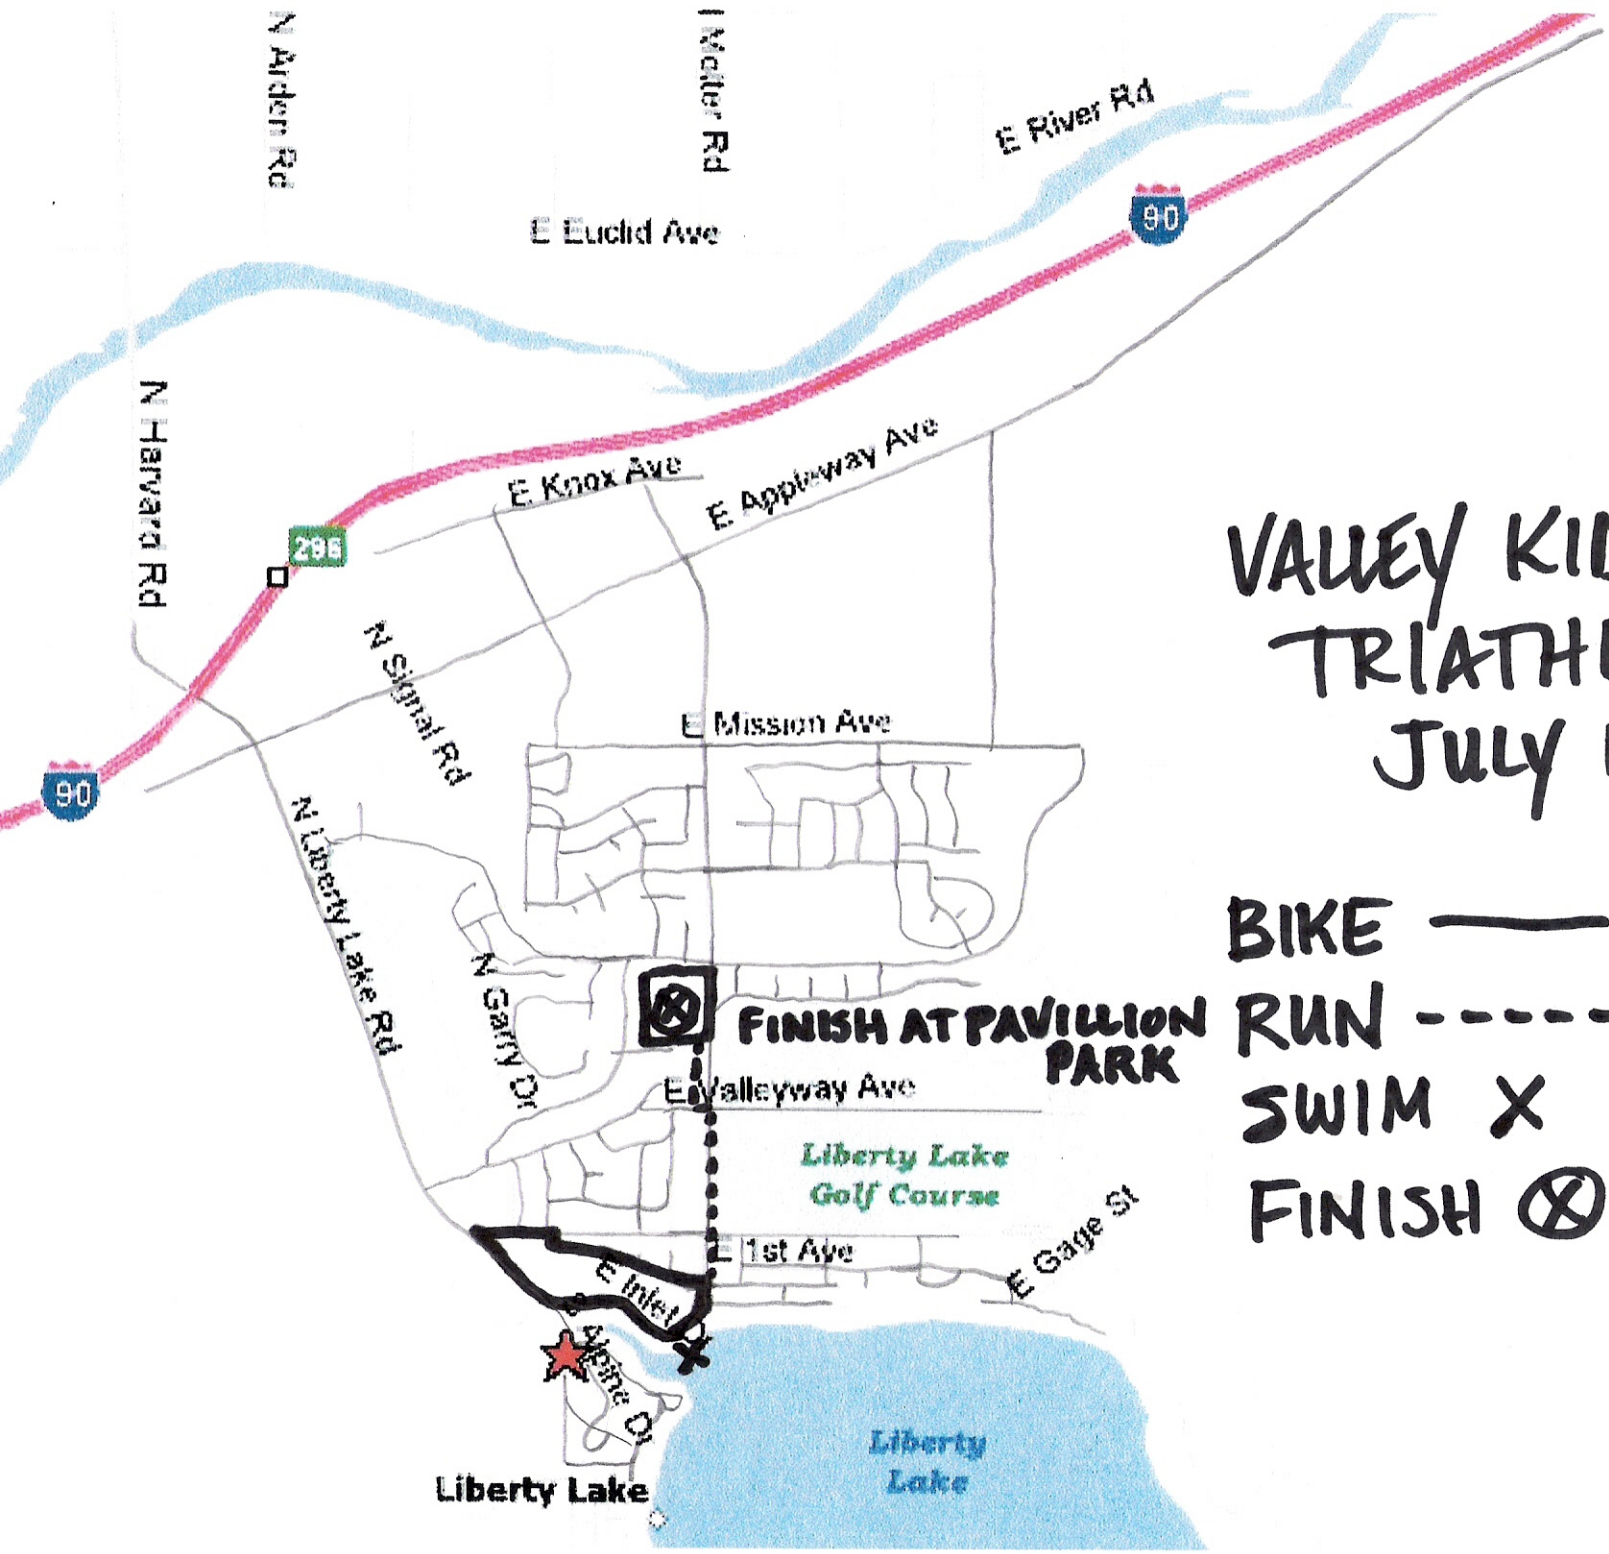 N Arden Rd
Molter Rd
E River Rd
E Euclid Ave
90
N Harvard Rd
E Knox Ave
E Appleway Ave
296
N Signal Rd
E Mission Ave
90
N Liberty Lake Rd
N Garry Dr
FINISH AT PAVILLION
PARK
E Valleyway Ave
Liberty Lake
Golf Course
E 1st Ave
E Gage St
E Inlet
S Alpine Dr
Liberty
Lake
Liberty Lake
VALLEY
JULY
BIKE
RUN
SWIM X
FINISH ⓧ